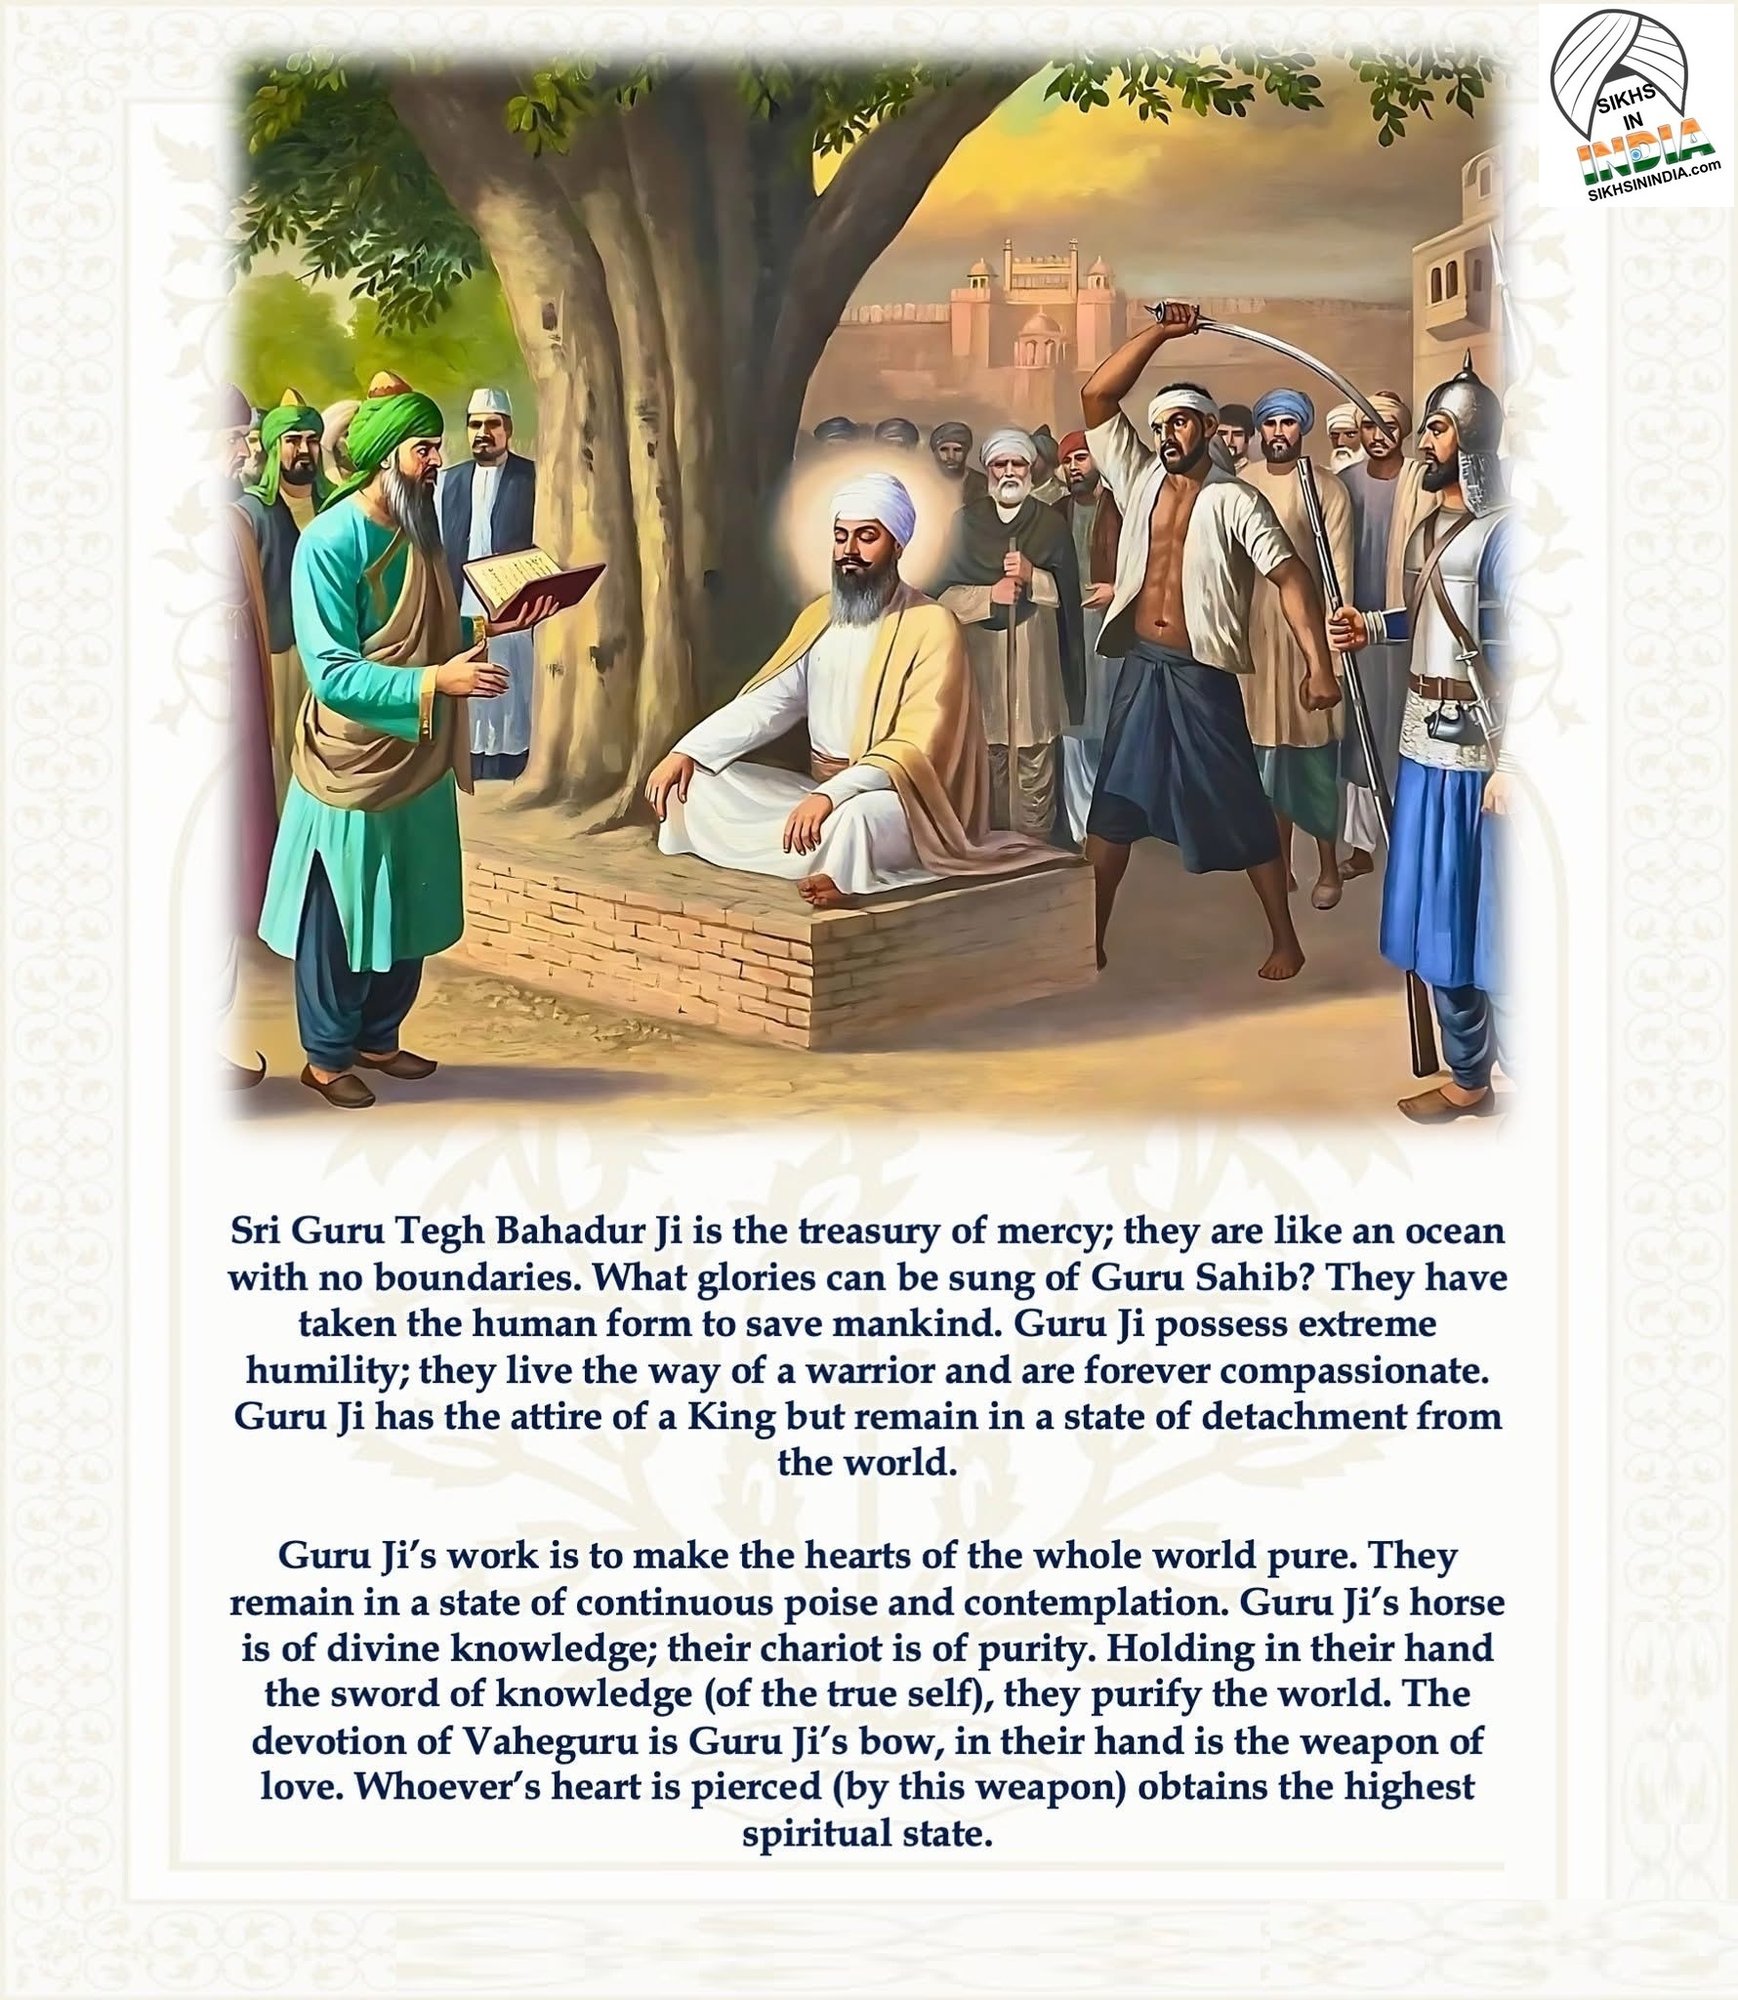 SIKHS
IN
INDIA
SIKHSININDIA.com
Sri Guru Tegh Bahadur Ji is the treasury of mercy; they are like an ocean
with no boundaries. What glories can be sung of Guru Sahib? They have
taken the human form to save mankind. Guru Ji possess extreme
humility; they live the way of a warrior and are forever compassionate.
Guru Ji has the attire of a King but remain in a state of detachment from
the world.
Guru Ji’s work is to make the hearts of the whole world pure. They
remain in a state of continuous poise and contemplation. Guru Ji’s horse
is of divine knowledge; their chariot is of purity. Holding in their hand
the sword of knowledge (of the true self), they purify the world. The
devotion of Vaheguru is Guru Ji’s bow, in their hand is the weapon of
love. Whoever’s heart is pierced (by this weapon) obtains the highest
spiritual state.